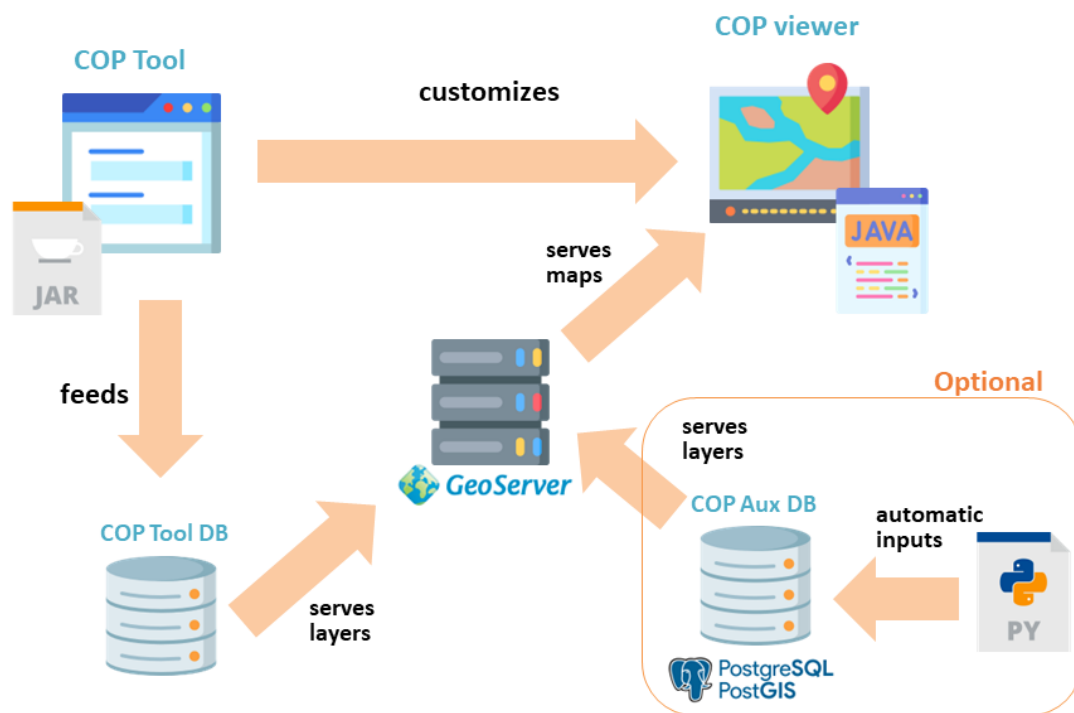 COP viewer
COP Tool
customizes
JAVA
JAR
serves
maps
feeds
Optional
serves
layers
GeoServer
COP Aux DB
COP Tool DB
automatic
inputs
serves
layers
PY
PostgreSQL
PostGIS